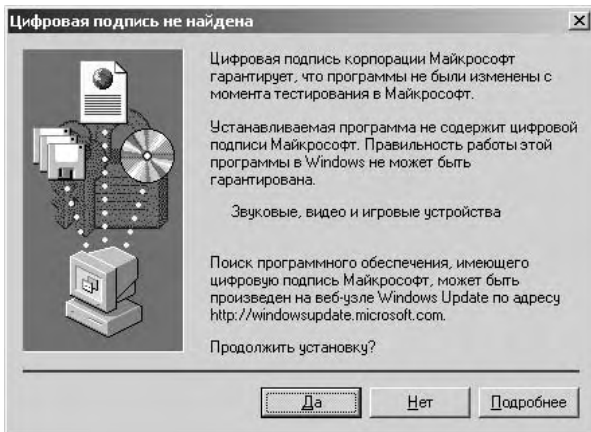 Цифровая подпись не найдена
Цифровая подпись корпорации Майкрософт
гарантирует, что программы не были изменены с
момента тестирования в Майкрософт.
Устанавливаемая программа не содержит цифровой
подписи Майкрософт. Правильность работы этой
программы в Windows не может быть
гарантирована.
Звуковые, видео и игровые устройства
Поиск программного обеспечения, имеющего
цифровую подпись Майкрософт, может быть
произведен на веб-узле Windows Update по адресу
http://windowsupdate.microsoft.com.
Продолжить установку?
Да
Нет
Подробнее